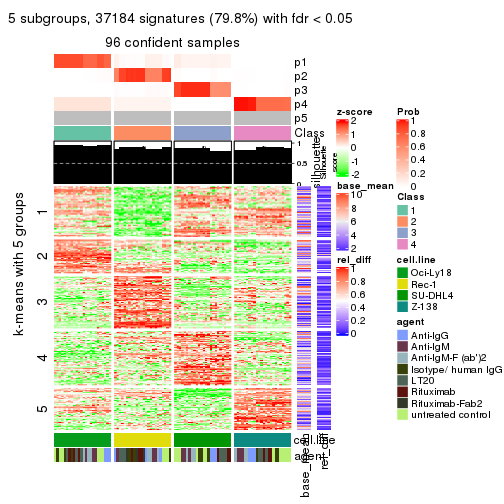 5 subgroups, 37184 signatures (79.8%) with fdr < 0.05
96 confident samples
p1
p2
p3
p4
p5
Class
1
0.5
0
silhouette
k-means with 5 groups
1
2
3
4
5
cell.line
agent
base_mean
rel_diff
z-score
2
1
0
-1
-2
Silhouette
score
base_mean
10
8
6
4
2
rel_diff
1
0.8
0.6
0.4
0.2
0
Prob
1
0.8
0.6
0.4
0.2
0
Class
1
2
3
4
cell.line
Oci-Ly18
Rec-1
SU-DHL4
Z-138
agent
Anti-IgG
Anti-IgM
Anti-IgM-F (ab')2
Isotype/ human IgG
LT20
Rituximab
Rituximab-Fab2
untreated control